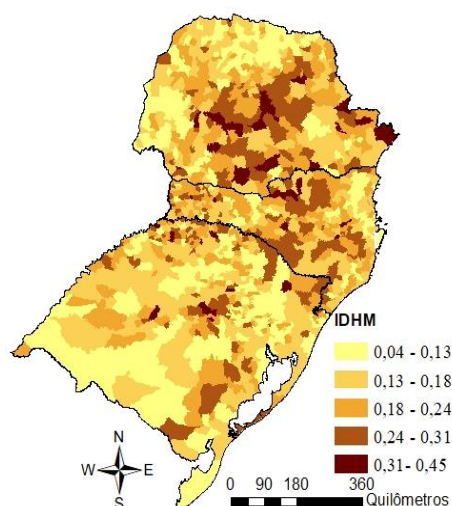 IDHM
0,04 - 0,13
0,13 - 0,18
0,18 - 0,24
0,24 - 0,31
0,31- 0,45
N
W E
S
0 90 180 360
Quilômetros